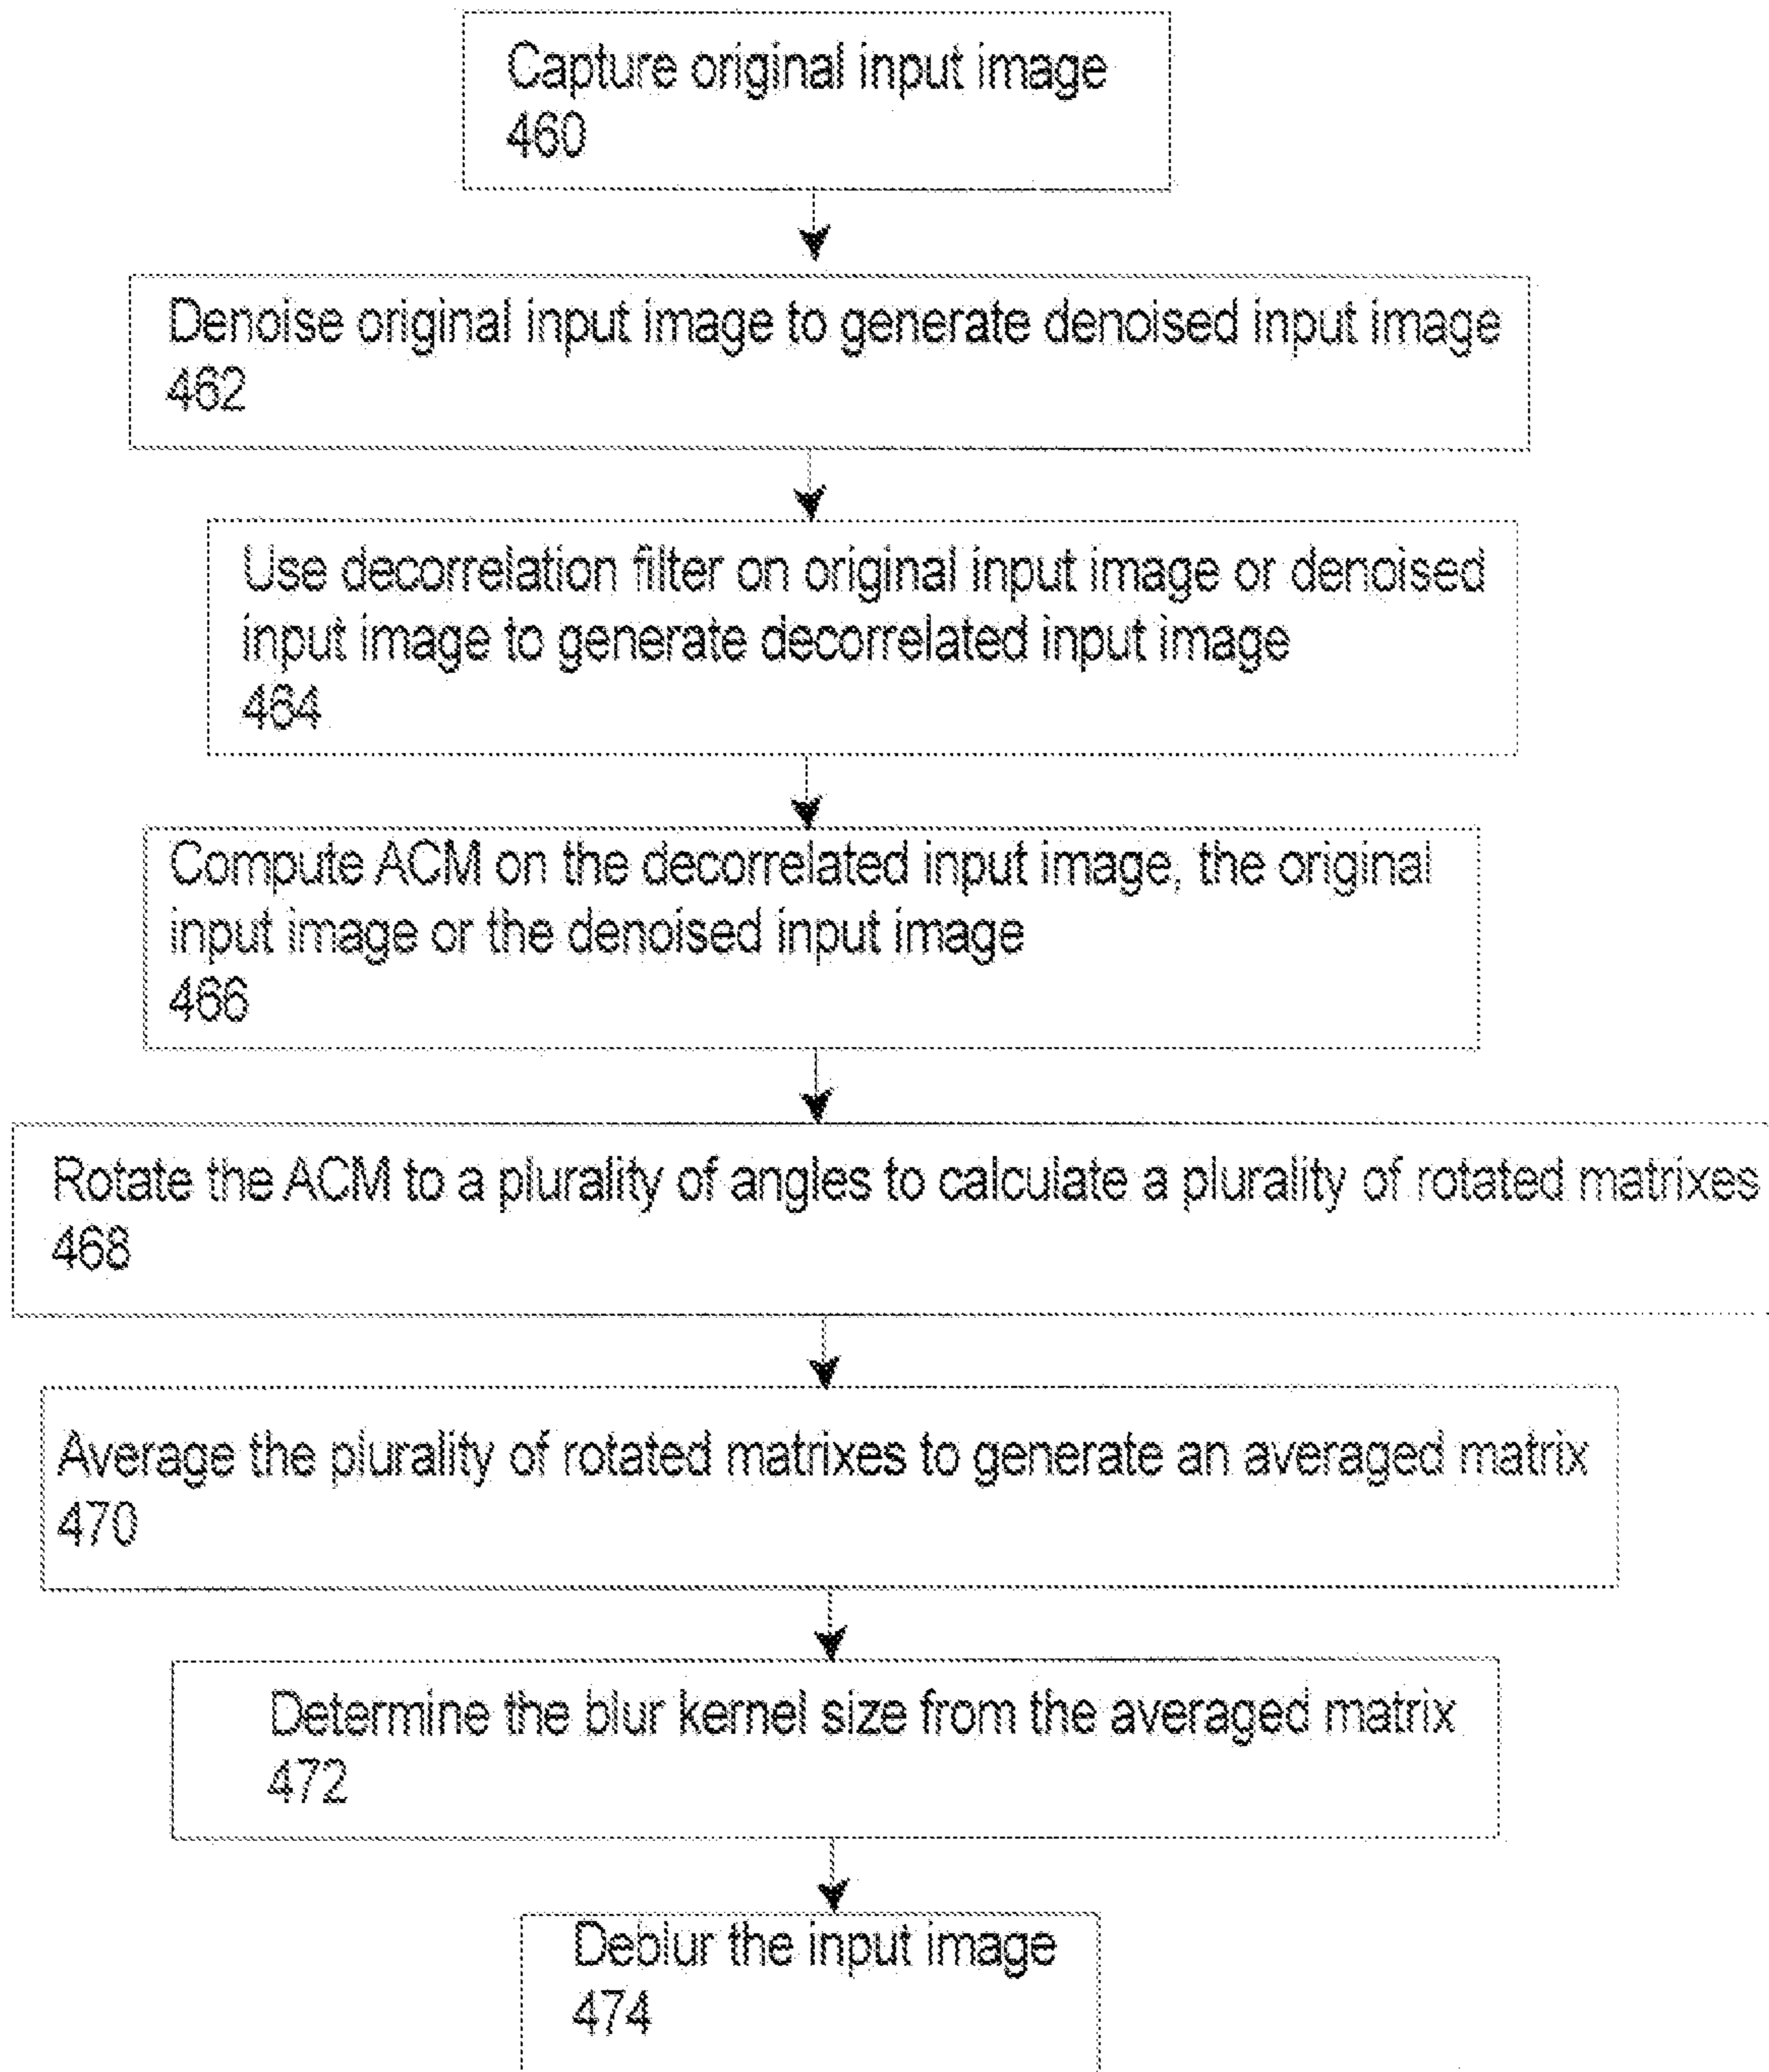 Capture original input image
460
Denoise original input image to generate denoised input image
462
Use decorrelation filter on original input image or denoised
input image to generate decorrelated input image
464
Compute ACM on the decorrelated input image, the original
input image or the denoised input image
466
Rotate the ACM to a plurality of angles to calculate a plurality of rotated matrixes
468
Average the plurality of rotated matrixes to generate an averaged matrix
470
Determine the blur kernel size from the averaged matrix
472
Deblur the input image
474